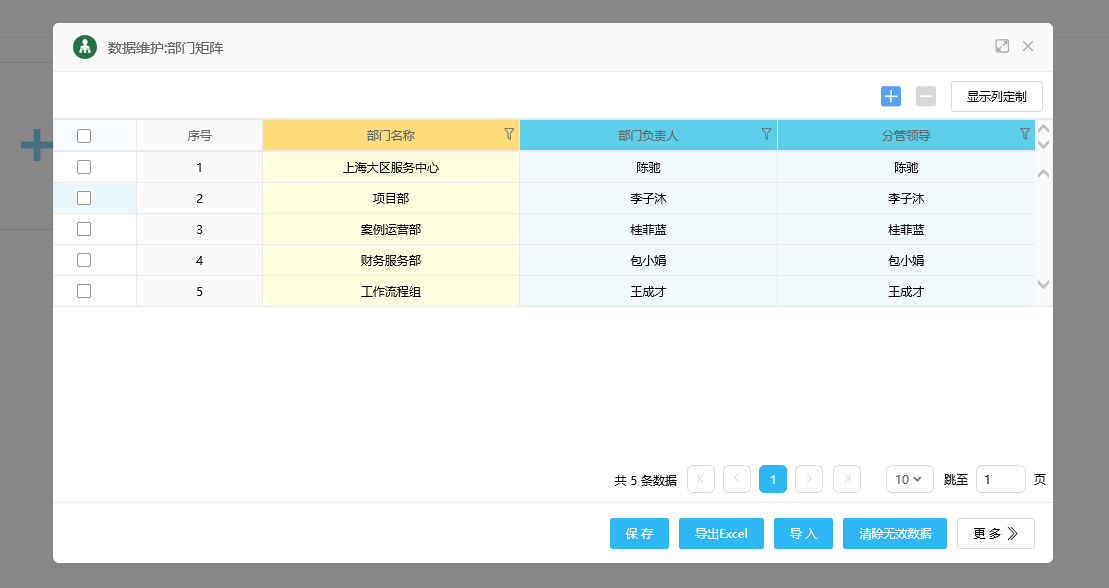 数据维护:部门矩阵
显示列定制
序号 部门名称 部门负责人 分管领导
1 上海大区服务中心 陈驰 陈驰
2 项目部 李子沐 李子沐
3 案例运营部 桂菲蓝 桂菲蓝
4 财务服务部 包小娟 包小娟
5 工作流程组 王成才 王成才
共 5 条数据 1 10 跳至 1 页
保 存 导出Excel 导 入 清除无效数据 更 多